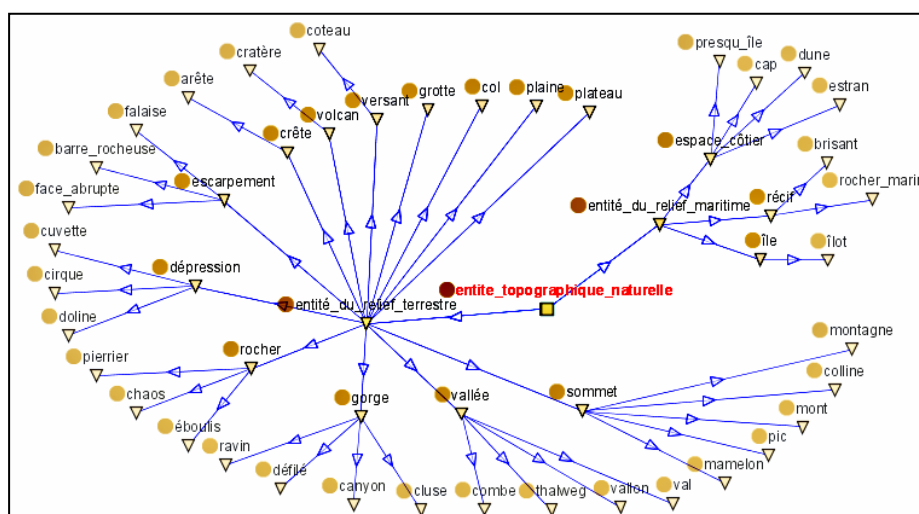 coteau
cratère
arête
versant
grotte
col
plaine
plateau
volcan
falaise
crête
barre_rocheuse
escarpement
face_abrupte
cuvette
dépression
cirque
doline
entité_du_relief_terrestre
entite_topographique_naturelle
presqu_île
cap
dune
estran
espace_côtier
brisant
récif
rocher_marin
entité_du_relief_maritime
île
îlot
pierrier
rocher
chaos
éboulis
ravin
gorge
défilé
canyon
cluse
vallée
combe
thalweg
vallon
val
sommet
montagne
colline
mont
pic
mamelon